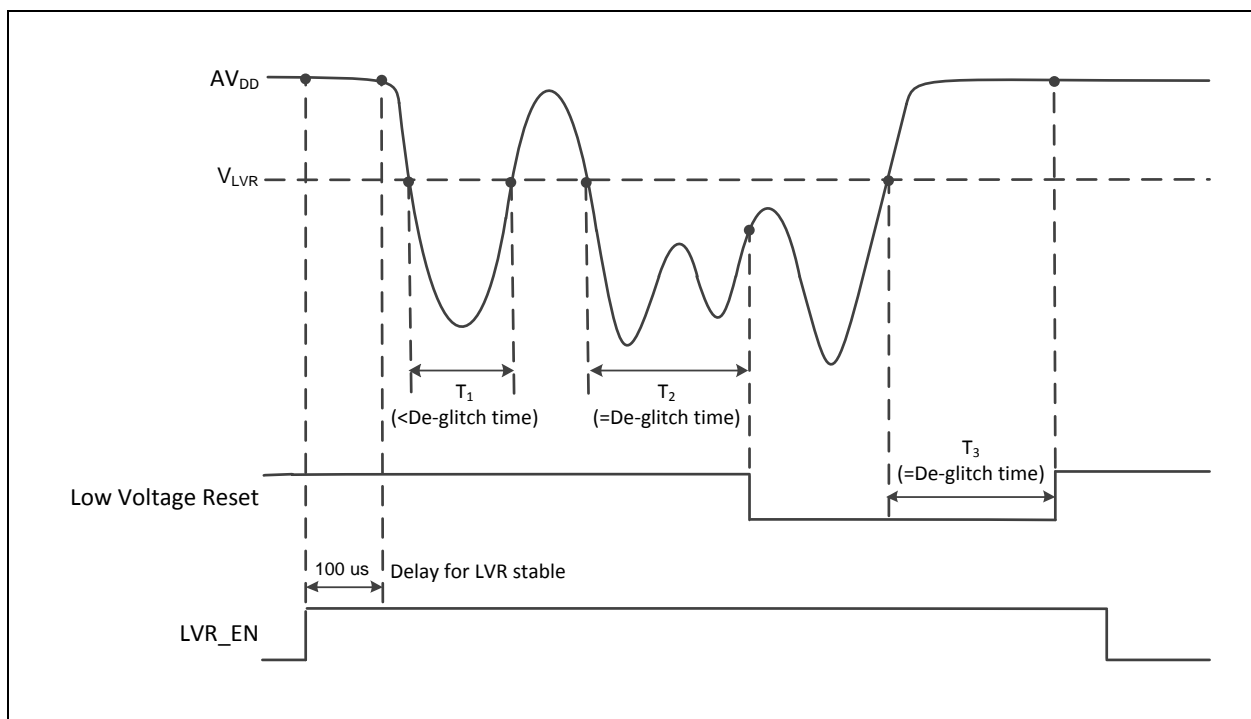 AVDD
VLVR
T1
(<De-glitch time)
T2
(=De-glitch time)
T3
(=De-glitch time)
Low Voltage Reset
100 us
Delay for LVR stable
LVR_EN